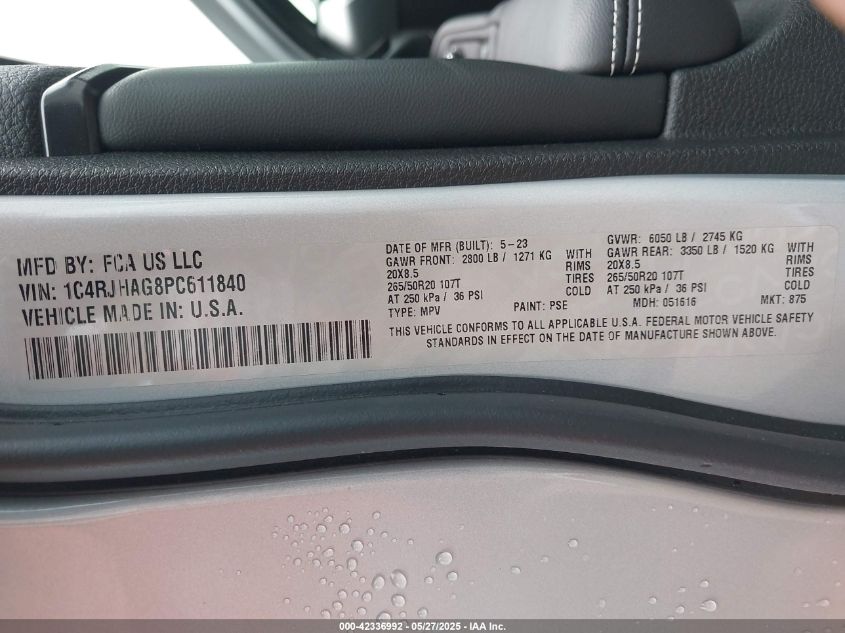 MFD BY: FCA US LLC
VIN: 1C4RJHAG8PC611840
VEHICLE MADE IN: U.S.A.
DATE OF MFR (BUILT): 5-23
GAWR FRONT: 2800 LB / 1271 KG WITH
20X8.5 RIMS
265/50R20 107T TIRES
AT 250 kPa / 36 PSI COLD
TYPE: MPV PAINT: PSE
GVWR: 6050 LB / 2745 KG
GAWR REAR: 3350 LB / 1520 KG WITH
20X8.5 RIMS
265/50R20 107T TIRES
AT 250 kPa / 36 PSI COLD
MDH: 051616 MKT: 875
THIS VEHICLE CONFORMS TO ALL APPLICABLE U.S.A. FEDERAL MOTOR VEHICLE SAFETY
STANDARDS IN EFFECT ON THE DATE OF MANUFACTURE SHOWN ABOVE.
000-42336992 - 05/27/2025 - IAA Inc.